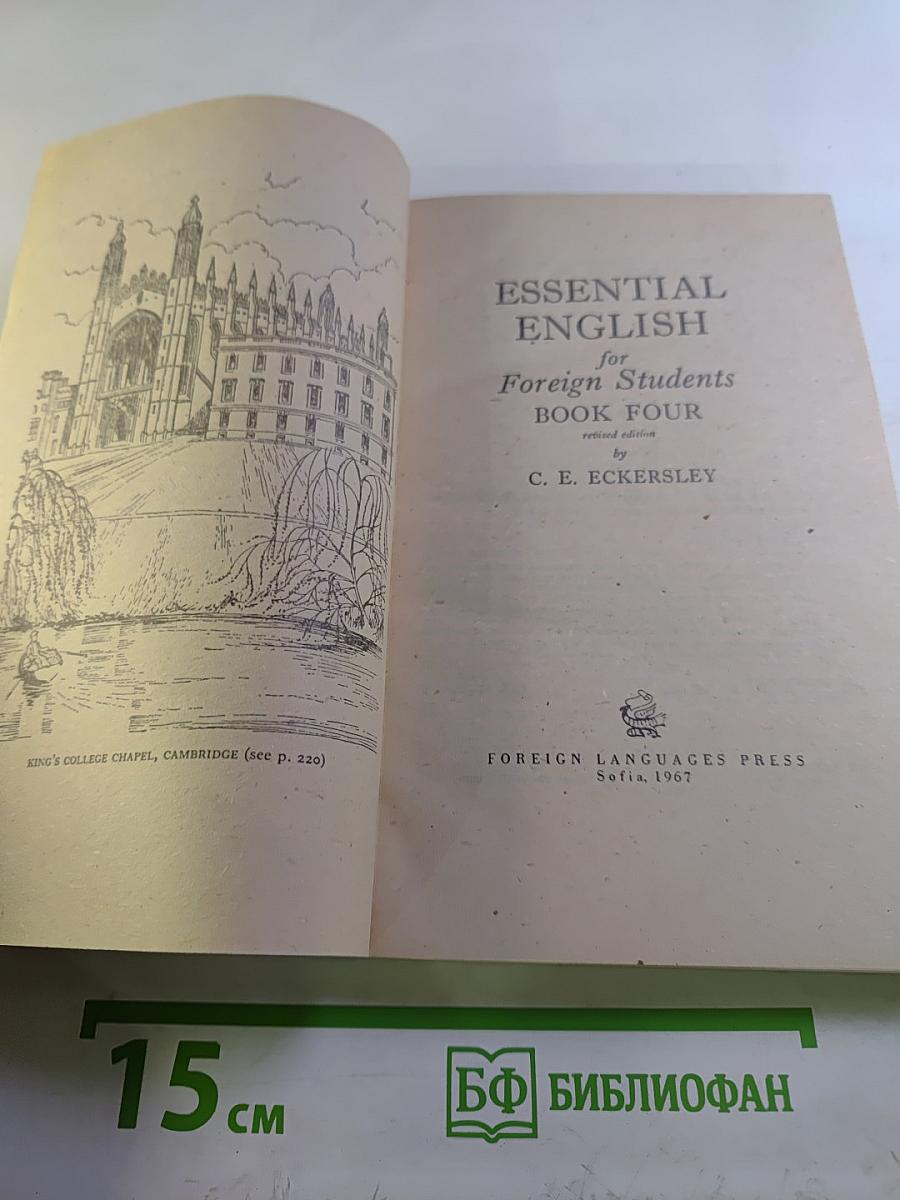 KING'S COLLEGE CHAPEL, CAMBRIDGE (see p. 220)
ESSENTIAL
ENGLISH
for
Foreign Students
BOOK FOUR
revised edition
by
C. E. ECKERSLEY
FOREIGN LANGUAGES PRESS
Sofia, 1967
15 см
БФ БИБЛИОФАН